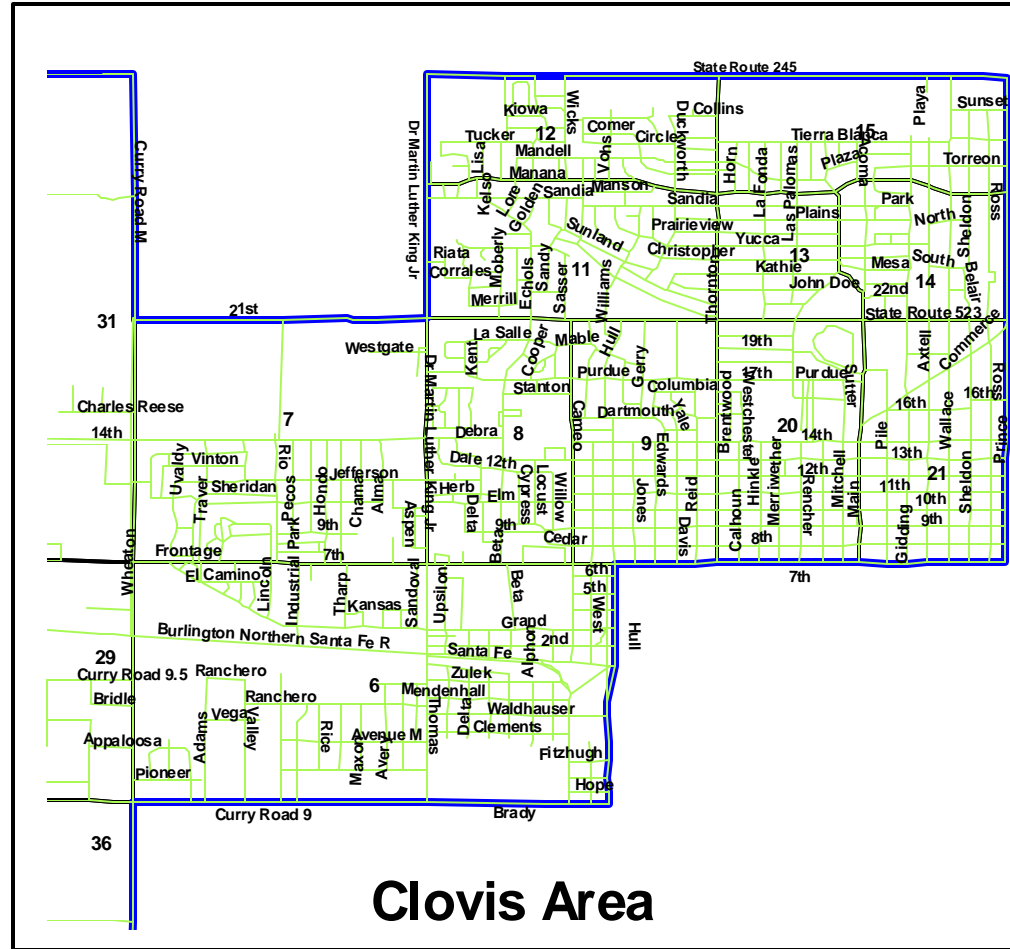 State Route 245
Kiowa
Wicks
Collins
Playa
Sunset
Dr Martin Luther King Jr
Curry Road M
Tucker
12
Comer
Circle
Duckworth
Tierra Blanca
15
Lisa
Mandell
Vohs
Horn
La Fonda
Las Palomas
Plaza
Acoma
Torreon
Manana
Kelso
Lore
Golden
Sandia
Manson
Sandia
Park
Ross
Plains
North
Sheldon
Sunland
Prairieview
Yucca
Riata
Moberly
Christopher
13
Mesa
South
Corrales
Echols
Sandy
11
Kathie
Belair
Merrill
Sasser
Williams
Thornton
John Doe
22nd
14
31
21st
State Route 523
Commerce
Westgate
Kent
La Salle
Cooper
Mable
Hull
19th
Axtell
Dr Martin Luther King Jr
Purdue
Gerry
17th
Purdue
Sutter
Ross
Stanton
Columbia
Brentwood
Westchester
16th
16th
Charles Reese
7
Cameo
Dartmouth
Yale
20
Wallace
14th
Debra
8
9
14th
Pile
Prince
Uvaldy
Vinton
Rio
Dale
12th
Edwards
13th
Sheridan
Pecos
Hondo
Jefferson
Chama
Alma
Herb
Elm
Cypress
Locust
Willow
Jones
Reid
Hinkle
Merriwether
12th
Rencher
Mitchell
Main
11th
21
Traver
Delta
10th
Sheldon
Aspen
9th
Beta
9th
Davis
Calhoun
Gidding
9th
Frontage
Park
7th
Cedar
8th
Wheaton
El Camino
Lincoln
Industrial
Tharp
Kansas
Sandoval
Upsilon
Beta
6th
5th
7th
West
Grand
Burlington Northern Santa Fe R
Santa Fe
Alphon
2nd
Hull
29
Curry Road 9.5
Ranchero
Zulek
Bridle
Ranchero
6
Mendenhall
Vega
Valley
Thomas
Delta
Waldhauser
Appaloosa
Adams
Rice
Avenue M
Clements
Pioneer
Maxon
Avery
Fitzhugh
Hope
Curry Road 9
Brady
36
Clovis Area